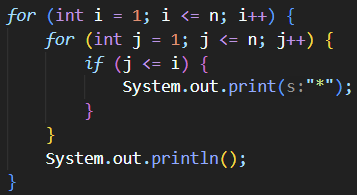 for (int i = 1; i <= n; i++) {
    for (int j = 1; j <= n; j++) {
        if (j <= i) {
            System.out.print(s:"*");
        }
    }
    System.out.println();
}